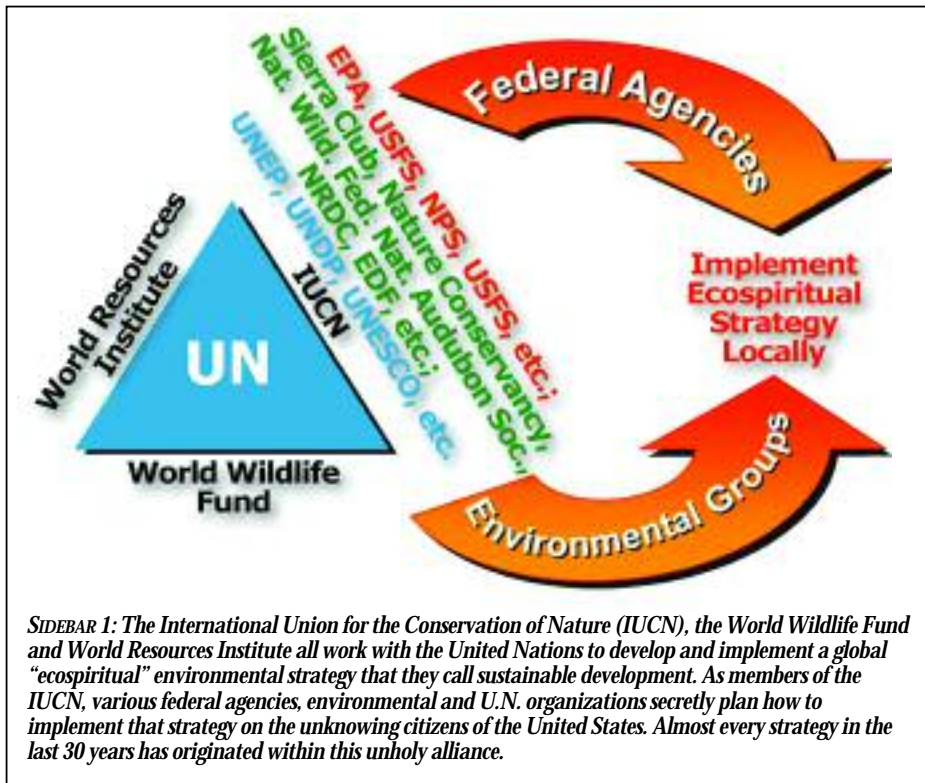 EPA, USFS, NPS, USFS, etc.;
Sierra Club, Nature Conservancy,
Nat. Wild. Fed. Nat. Audubon Soc.,
NRDC, EDF, etc.;
UNEP, UNDP, UNESCO, etc.
IUCN
World Resources
Institute
UN
World Wildlife
Fund
Federal Agencies
Implement
Ecospiritual
Strategy
Locally
Environmental Groups
SIDEBAR 1: The International Union for the Conservation of Nature (IUCN), the World Wildlife Fund
and World Resources Institute all work with the United Nations to develop and implement a global
“ecospiritual” environmental strategy that they call sustainable development. As members of the
IUCN, various federal agencies, environmental and U.N. organizations secretly plan how to
implement that strategy on the unknowing citizens of the United States. Almost every strategy in the
last 30 years has originated within this unholy alliance.